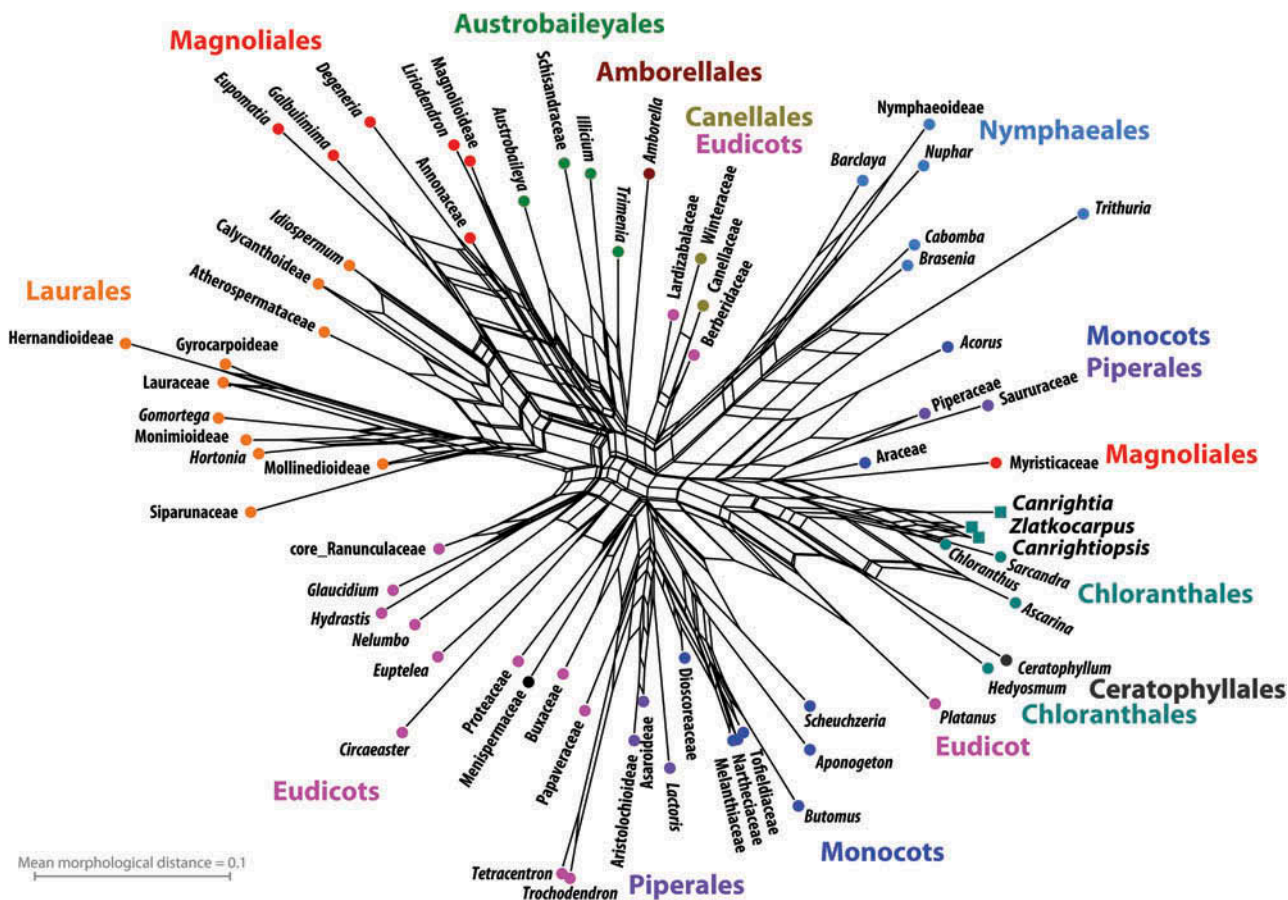 Austrobaileyales
Magnoliales
Amborellales
Canellales
Eudicots
Nymphaeales
Eupomatia
Galbulimima
Degeneria
Liriodendron
Magnolioideae
Annonaceae
Austrobaileya
Schisandraceae
Illicium
Trimenia
Amborella
Lardizabalaceae
Winteraceae
Canellaceae
Berberidaceae
Nymphaeoideae
Barclaya
Nuphar
Trithuria
Cabomba
Brasenia
Idiospermum
Calycanthoideae
Atherospermataceae
Laurales
Hernandioideae
Gyrocarpoideae
Lauraceae
Gomortega
Monimioideae
Hortonia
Mollinedioideae
Siparunaceae
Acorus
Monocots
Piperales
Piperaceae
Saururaceae
Araceae
Myristicaceae
Magnoliales
Canrightia
Zlatkocarpus
Canrightiopsis
Chloranthus
Sarcandra
Chloranthales
Ascarina
Ceratophyllum
Hedyosmum
Ceratophyllales
Chloranthales
Platanus
Eudicot
core_Ranunculaceae
Glaucidium
Hydrastis
Nelumbo
Euptelea
Circaeaster
Eudicots
Proteaceae
Menispermaceae
Buxaceae
Papaveraceae
Tetracentron
Trochodendron
Aristolochioideae
Asaroideae
Lactoris
Piperales
Dioscoreaceae
Melanthiaceae
Nartheciaceae
Tofieldiaceae
Scheuchzeria
Aponogeton
Butomus
Monocots
Mean morphological distance = 0.1